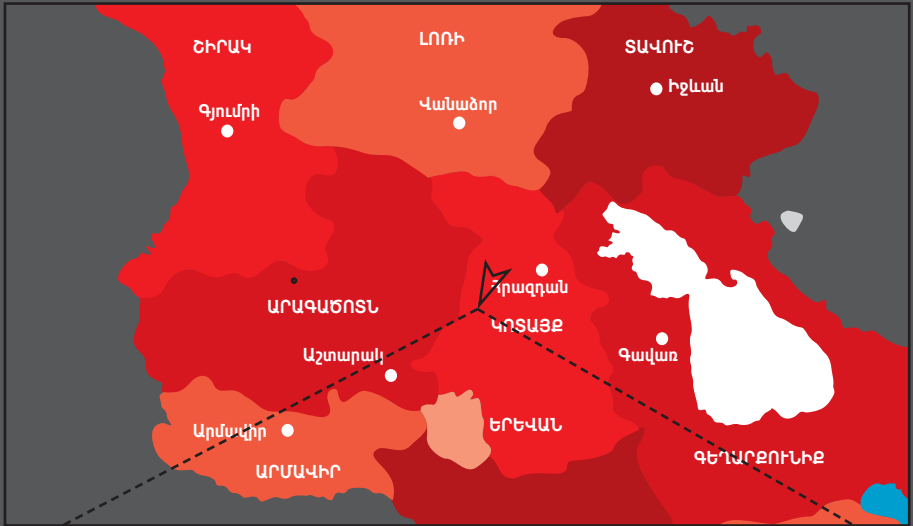 ՇԻՐԱԿ
ԼՈՌԻ
ՏԱՎՈՒՇ
Գյումրի
Վանաձոր
Իջևան
Հրազդան
ԱՐԱԳԱԾՈՏՆ
ԿՈՏԱՅՔ
Աշտարակ
Գավառ
Արմավիր
ԵՐԵՎԱՆ
ԱՐՄԱՎԻՐ
ԳԵՂԱՐՔՈՒՆԻՔ